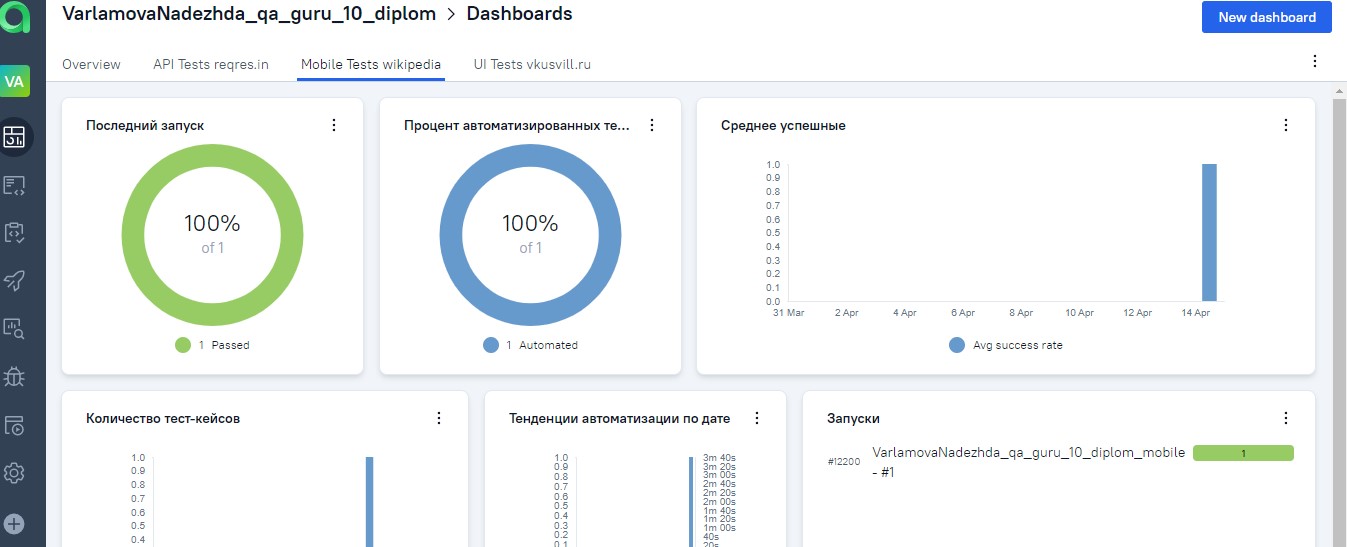 VarlamovaNadezhda_qa_guru_10_diplom > Dashboards
New dashboard
Overview
API Tests reqres.in
Mobile Tests wikipedia
UI Tests vkusvill.ru
VA
Последний запуск
100%
of 1
1 Passed
Процент автоматизированных те...
100%
of 1
1 Automated
Среднее успешные
1.0
0.9
0.8
0.7
0.6
0.5
0.4
0.3
0.2
0.1
0.0
31 Mar 2 Apr 4 Apr 6 Apr 8 Apr 10 Apr 12 Apr 14 Apr
Avg success rate
Количество тест-кейсов
1.0
0.9
0.8
0.7
0.6
0.5
0.4
Тенденции автоматизации по дате
1.0
0.9
0.8
0.7
0.6
0.5
0.4
0.3
0.2
0.1
3m 40s
3m 20s
3m 00s
2m 40s
2m 20s
2m 00s
1m 40s
1m 20s
1m 00s
40s
20s
Запуски
#12200
VarlamovaNadezhda_qa_guru_10_diplom_mobile
- #1
1